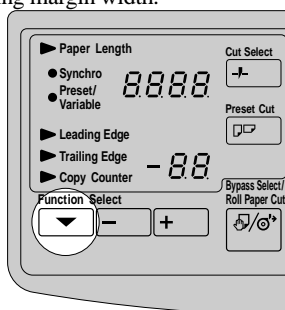 ing margin width.
Paper Length
Synchro
Preset/
Variable
8888
Leading Edge
Trailing Edge
Copy Counter
-88
Cut Select
Preset Cut
Function Select
Bypass Select/
Roll Paper Cut